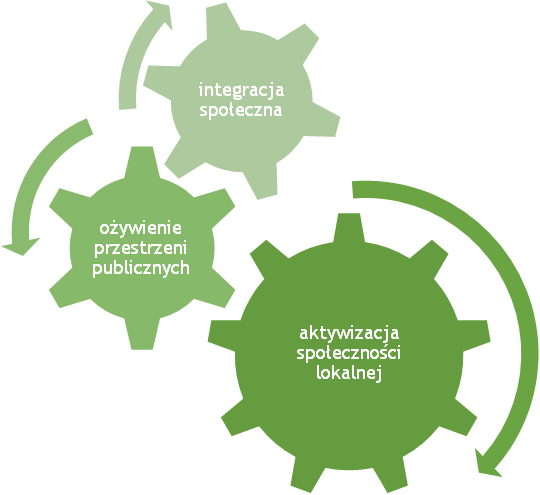 integracja
społeczna
ożywienie
przestrzeni
publicznych
aktywizacja
społeczności
lokalnej